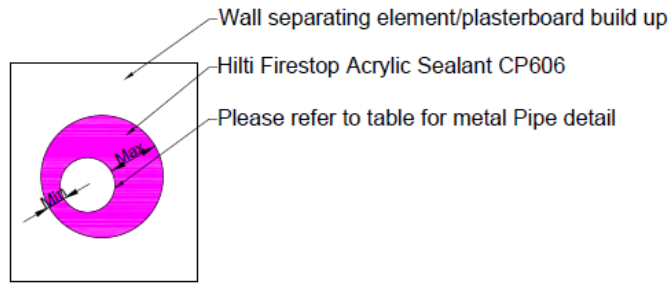 Wall separating element/plasterboard build up
Hilti Firestop Acrylic Sealant CP606
Please refer to table for metal Pipe detail
Max
Min